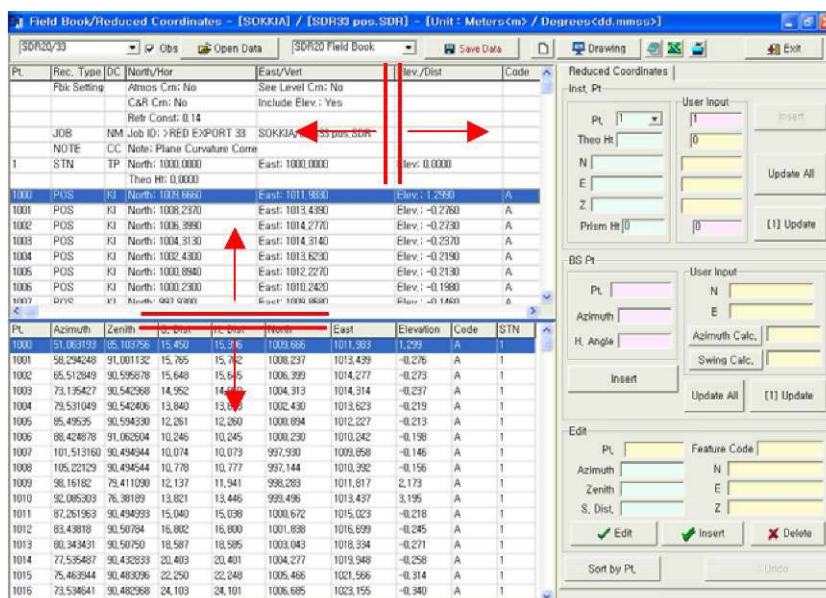 Field Book/Reduced Coordinates - [SOKKIA] / [SDR33 pos.SDR] - [Unit : Meters<m> / Degrees<dd.mmss>]
SDR20/33 Obs Open Data SDR20 Field Book Save Data Drawing Exit
Pt. Rec. Type DC North/Hor East/Vert Elev./Dist Code
Fbk Setting Atmos Crn: No See Level Crn: No
C&R Crn: No Include Elev.: Yes
Refr Const: 0.14
JOB NM Job ID: >RED EXPORT 33 SOKKIA 33 pos.SDR
NOTE CC Note: Plane Curvature Corre
1 STN TP North: 1000,0000 East: 1000,0000 Elev: 0,0000
Theo Ht: 0,0000
1000 POS KI North: 1009,6660 East: 1011,9830 Elev.: 1,2990 A
1001 POS KI North: 1008,2370 East: 1013,4390 Elev.: -0,2760 A
1002 POS KI North: 1006,3990 East: 1014,2770 Elev.: -0,2730 A
1003 POS KI North: 1004,3130 East: 1014,3140 Elev.: -0,2370 A
1004 POS KI North: 1002,4300 East: 1013,6230 Elev.: -0,2190 A
1005 POS KI North: 1000,8940 East: 1012,2270 Elev.: -0,2130 A
1006 POS KI North: 1000,2300 East: 1010,2420 Elev.: -0,1980 A
1007 POS KI North: 997,9300 East: 1009,8580 Elev.: -0,1460 A
Pt. Azimuth Zenith S. Dist H. Dist North East Elevation Code STN
1000 51,063193 85,103756 15,450 1009,666 1011,983 1,299 A 1
1001 58,294248 91,001132 15,765 1008,237 1013,439 -0,276 A 1
1002 65,512849 90,595878 15,648 1006,399 1014,277 -0,273 A 1
1003 73,135427 90,542968 14,952 1004,313 1014,314 -0,237 A 1
1004 79,531049 90,542406 13,840 1002,430 1013,623 -0,219 A 1
1005 85,49535 90,594330 12,261 12,260 1000,894 1012,227 -0,213 A 1
1006 88,424878 91,062604 10,246 10,245 1000,230 1010,242 -0,198 A 1
1007 101,513160 90,494944 10,074 10,073 997,930 1009,858 -0,146 A 1
1008 105,22129 90,494544 10,778 10,777 997,144 1010,392 -0,156 A 1
1009 98,16182 79,411090 12,137 11,941 998,283 1011,817 2,173 A 1
1010 92,085303 76,38189 13,821 13,446 999,496 1013,437 3,195 A 1
1011 87,261963 90,494993 15,040 15,038 1000,672 1015,023 -0,218 A 1
1012 83,43818 90,50784 16,802 16,800 1001,838 1016,699 -0,245 A 1
1013 80,343431 90,50750 18,587 18,585 1003,043 1018,334 -0,271 A 1
1014 77,535487 90,432833 20,403 20,401 1004,277 1019,948 -0,258 A 1
1015 75,463944 90,483096 22,250 22,248 1005,466 1021,566 -0,314 A 1
1016 73,534641 90,482968 24,103 24,101 1006,685 1023,155 -0,340 A 1
Reduced Coordinates
Inst, Pt
User Input
Pt, 1 1 Insert
Theo Ht 0
N
E Update All
Z
Prism Ht 0 0 [1] Update
BS Pt
User Input
Pt, N
Azimuth E
H, Angle Azimuth Calc,
Swing Calc,
Insert Update All [1] Update
Edit
Pt, Feature Code
Azimuth N
Zenith E
S, Dist, Z
Edit Insert Delete
Sort by Pt, Undo